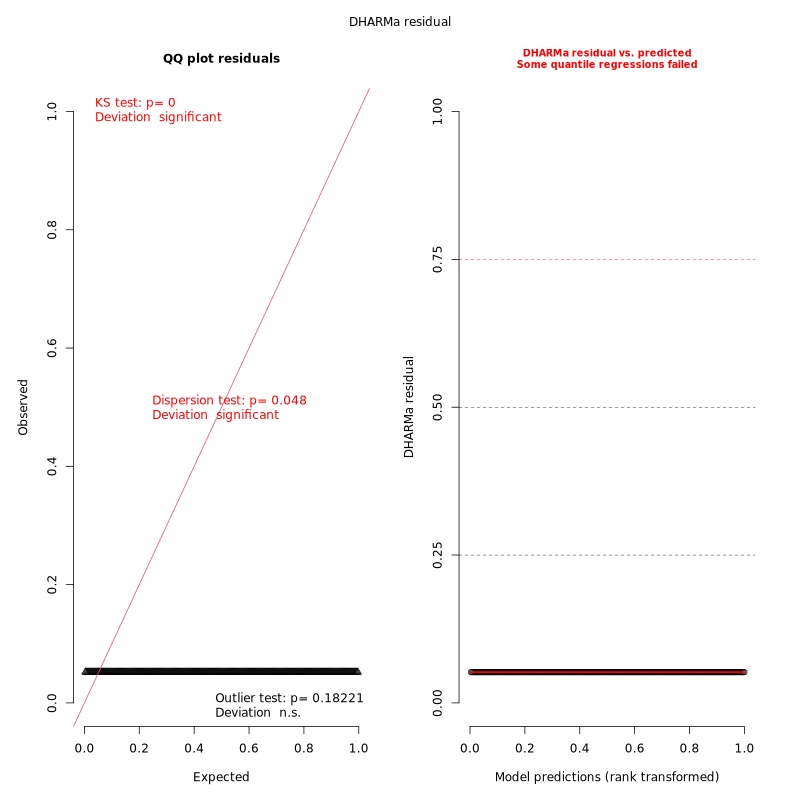 DHARMa residual
QQ plot residuals
KS test: p= 0
Deviation  significant
Dispersion test: p= 0.048
Deviation  significant
Outlier test: p= 0.18221
Deviation  n.s.
Observed
0.0
0.2
0.4
0.6
0.8
1.0
0.0 0.2 0.4 0.6 0.8 1.0
Expected
DHARMa residual vs. predicted
Some quantile regressions failed
DHARMa residual
0.00
0.25
0.50
0.75
1.00
0.0 0.2 0.4 0.6 0.8 1.0
Model predictions (rank transformed)